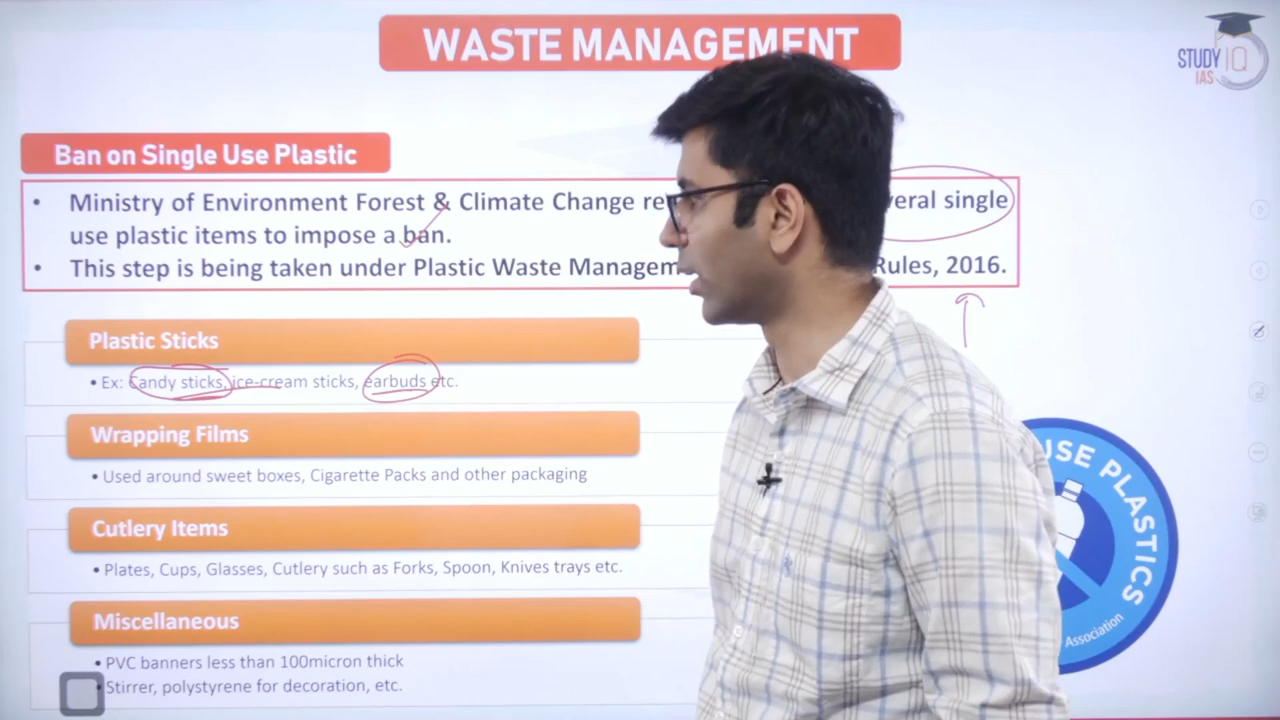 WASTE MANAGEMENT
STUDY IQ
IAS
Ban on Single Use Plastic
• Ministry of Environment Forest & Climate Change single
use plastic items to impose a ban.
• This step is being taken under Plastic Waste Rules, 2016.
Plastic Sticks
• Ex: Candy sticks, ice-cream sticks, earbuds etc.
Wrapping Films
• Used around sweet boxes, Cigarette Packs and other packaging
Cutlery Items
• Plates, Cups, Glasses, Cutlery such as Forks, Spoon, Knives trays etc.
Miscellaneous
• PVC banners less than 100micron thick
• Stirrer, polystyrene for decoration, etc.
USE PLASTICS
Association